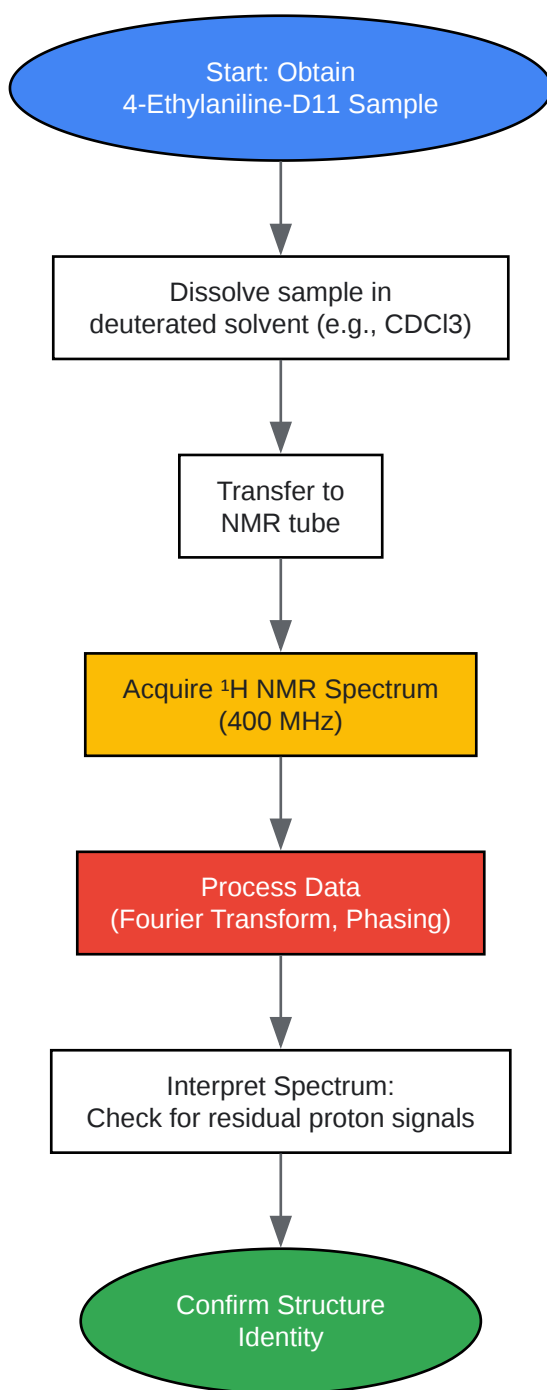 Start: Obtain
4-Ethylaniline-D11 Sample
Dissolve sample in
deuterated solvent (e.g., CDCl3)
Transfer to
NMR tube
Acquire ¹H NMR Spectrum
(400 MHz)
Process Data
(Fourier Transform, Phasing)
Interpret Spectrum:
Check for residual proton signals
Confirm Structure
Identity